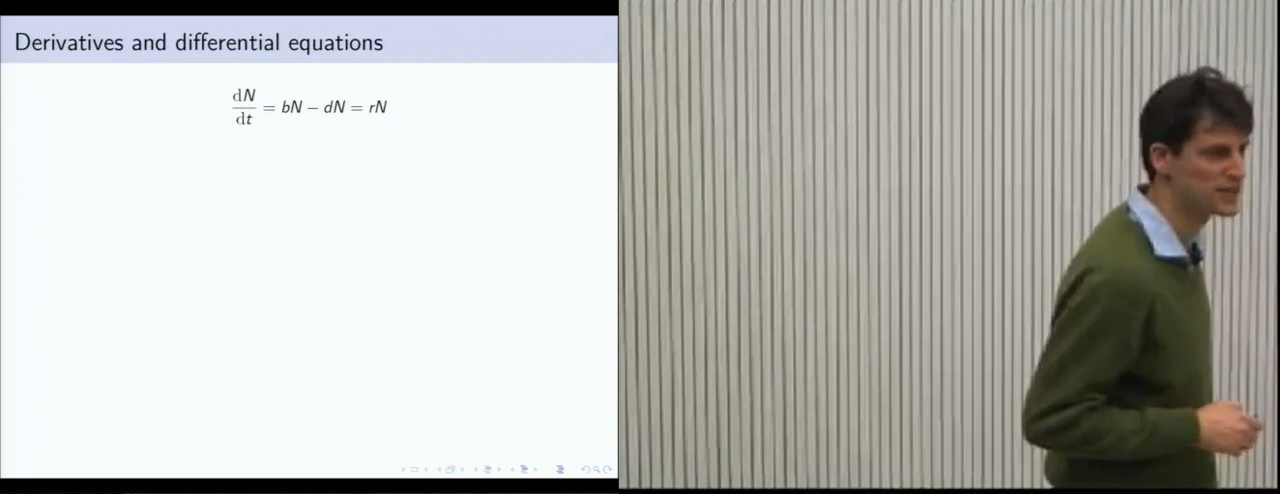 Derivatives and differential equations
dN/dt = bN − dN = rN